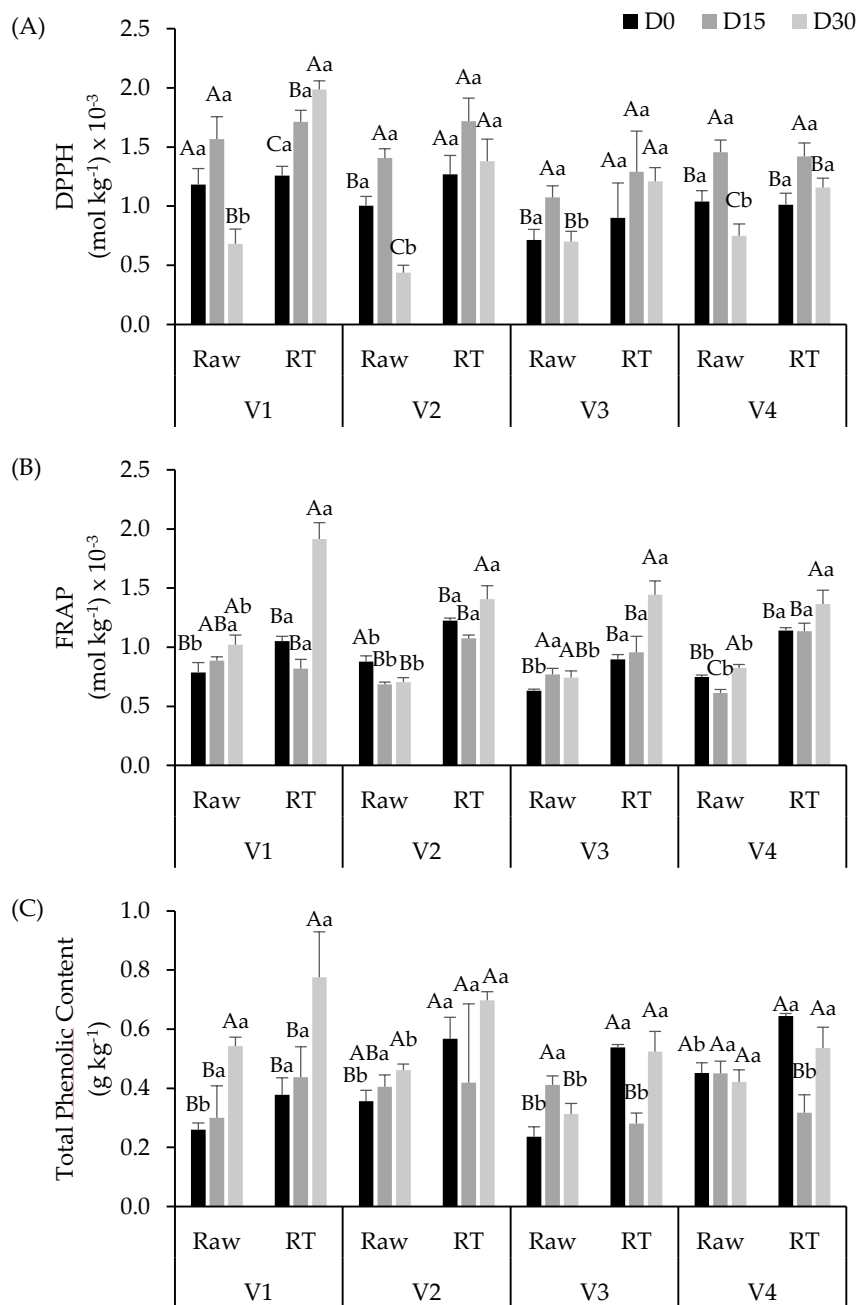 (A)
D0 D15 D30
DPPH
(mol kg⁻¹) x 10⁻³
2.5
2.0
1.5
1.0
0.5
0.0
Aa Aa Bb Ca Ba Aa Ba Aa Cb Aa Aa Aa Ba Aa Bb Aa Aa Aa Ba Aa Cb Ba Aa Ba
Raw RT Raw RT Raw RT Raw RT
V1 V2 V3 V4
(B)
FRAP
(mol kg⁻¹) x 10⁻³
2.5
2.0
1.5
1.0
0.5
0.0
Bb ABa Ab Ba Ba Aa Ab Bb Bb Ba Ba Aa Bb Aa ABb Ba Ba Aa Bb Cb Ab Ba Ba Aa
Raw RT Raw RT Raw RT Raw RT
V1 V2 V3 V4
(C)
Total Phenolic Content
(g kg⁻¹)
1.0
0.8
0.6
0.4
0.2
0.0
Bb Ba Aa Ba Ba Aa Bb ABa Ab Aa Aa Aa Bb Aa Bb Aa Bb Aa Ab Aa Aa Aa Bb Aa
Raw RT Raw RT Raw RT Raw RT
V1 V2 V3 V4